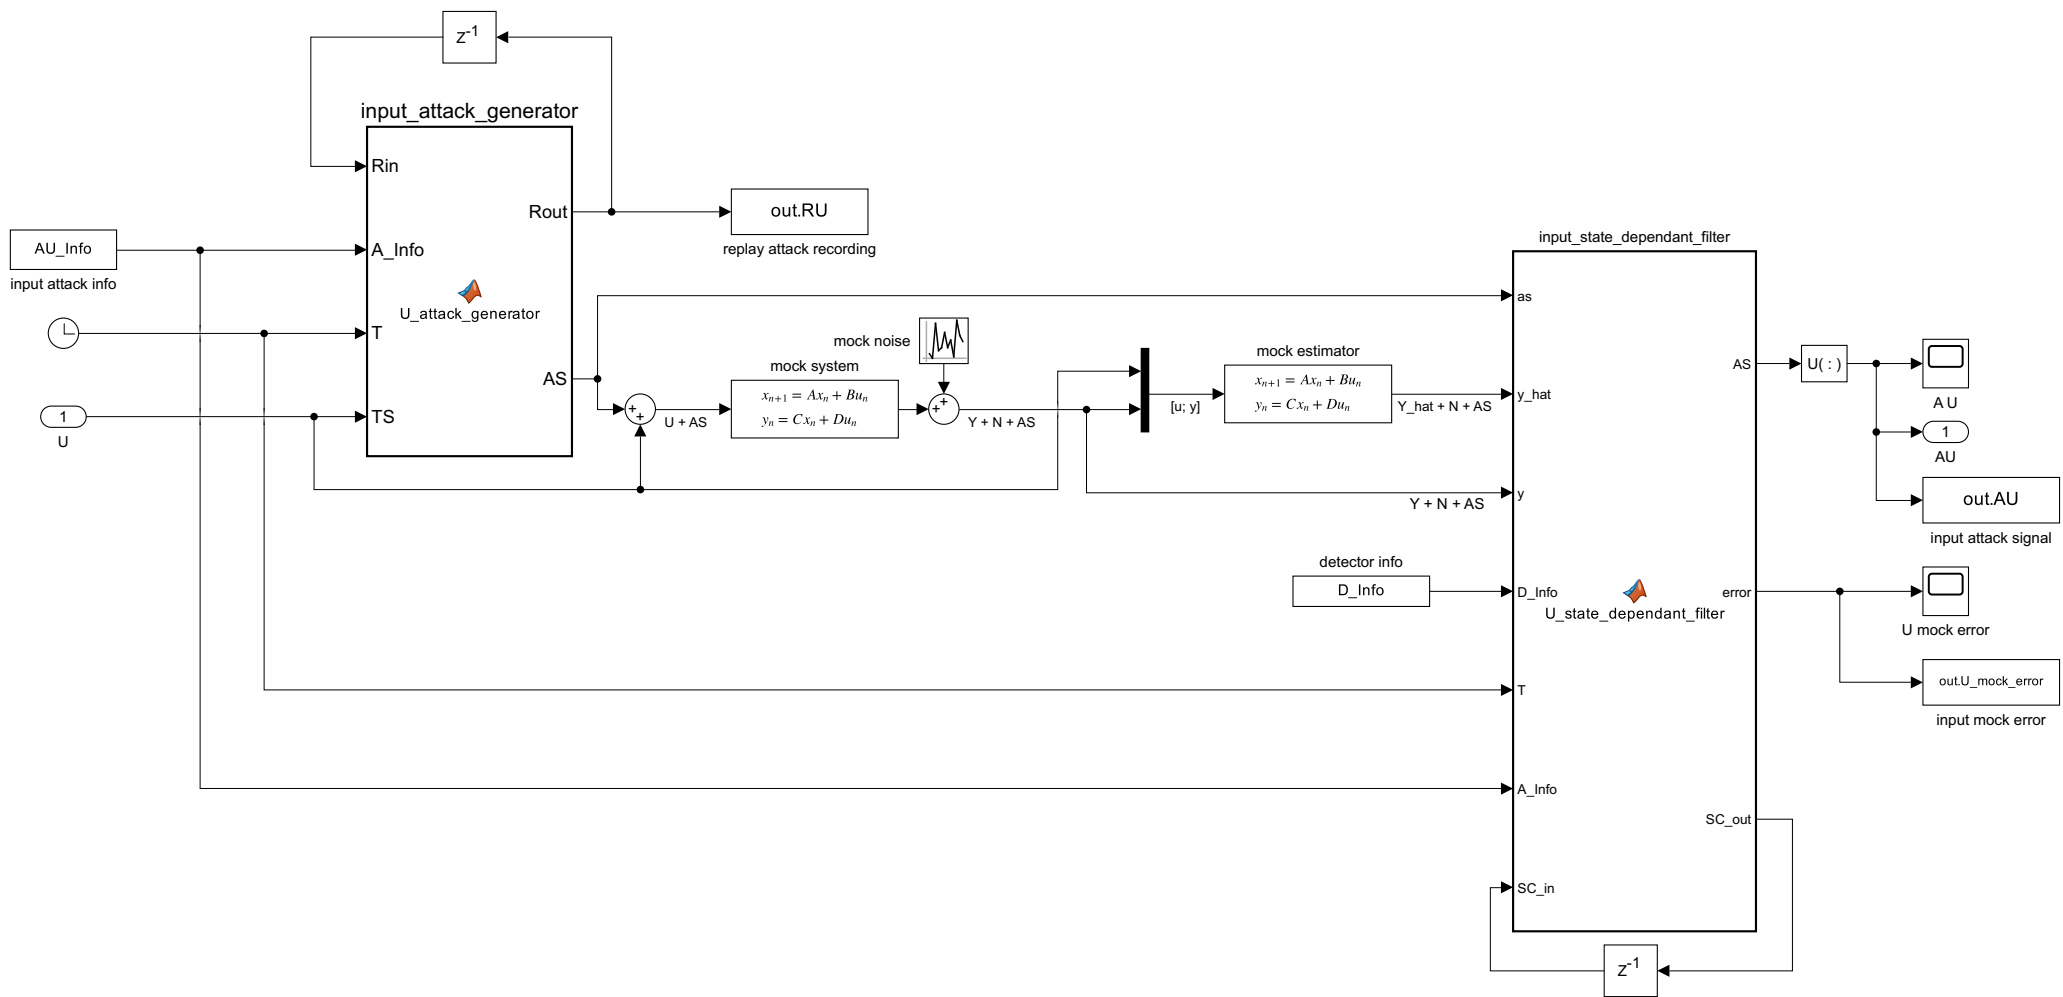 z⁻¹
input_attack_generator
Rin
Rout
out.RU
replay attack recording
AU_Info
input attack info
A_Info
U_attack_generator
T
AS
1
U
TS
U + AS
mock system
xₙ₊₁ = Axₙ + Buₙ
yₙ = Cxₙ + Duₙ
mock noise
Y + N + AS
[u; y]
mock estimator
xₙ₊₁ = Axₙ + Buₙ
yₙ = Cxₙ + Duₙ
Y_hat + N + AS
Y + N + AS
detector info
D_Info
input_state_dependant_filter
as
y_hat
y
D_Info
T
A_Info
SC_in
U_state_dependant_filter
AS
error
SC_out
U( : )
A U
1
AU
out.AU
input attack signal
U mock error
out.U_mock_error
input mock error
z⁻¹